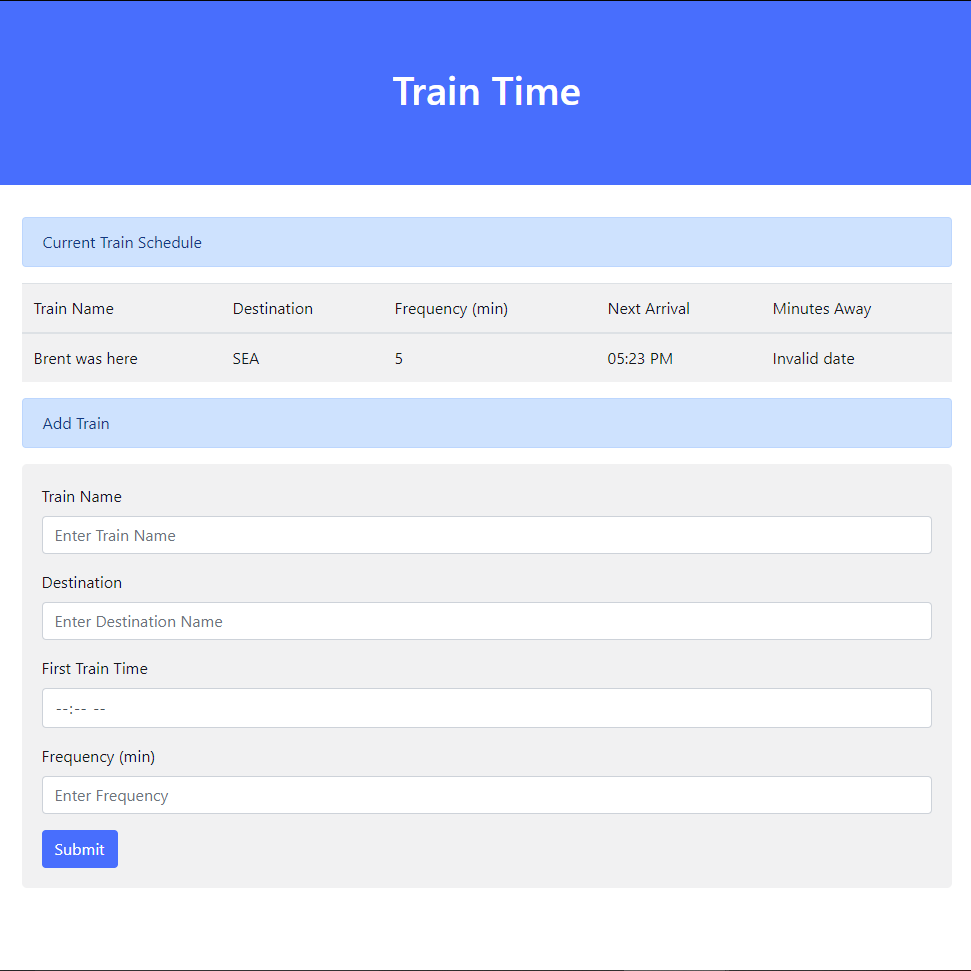 Train Time
Current Train Schedule
Train Name Destination Frequency (min) Next Arrival Minutes Away
Brent was here SEA 5 05:23 PM Invalid date
Add Train
Train Name
Enter Train Name
Destination
Enter Destination Name
First Train Time
--:-- --
Frequency (min)
Enter Frequency
Submit